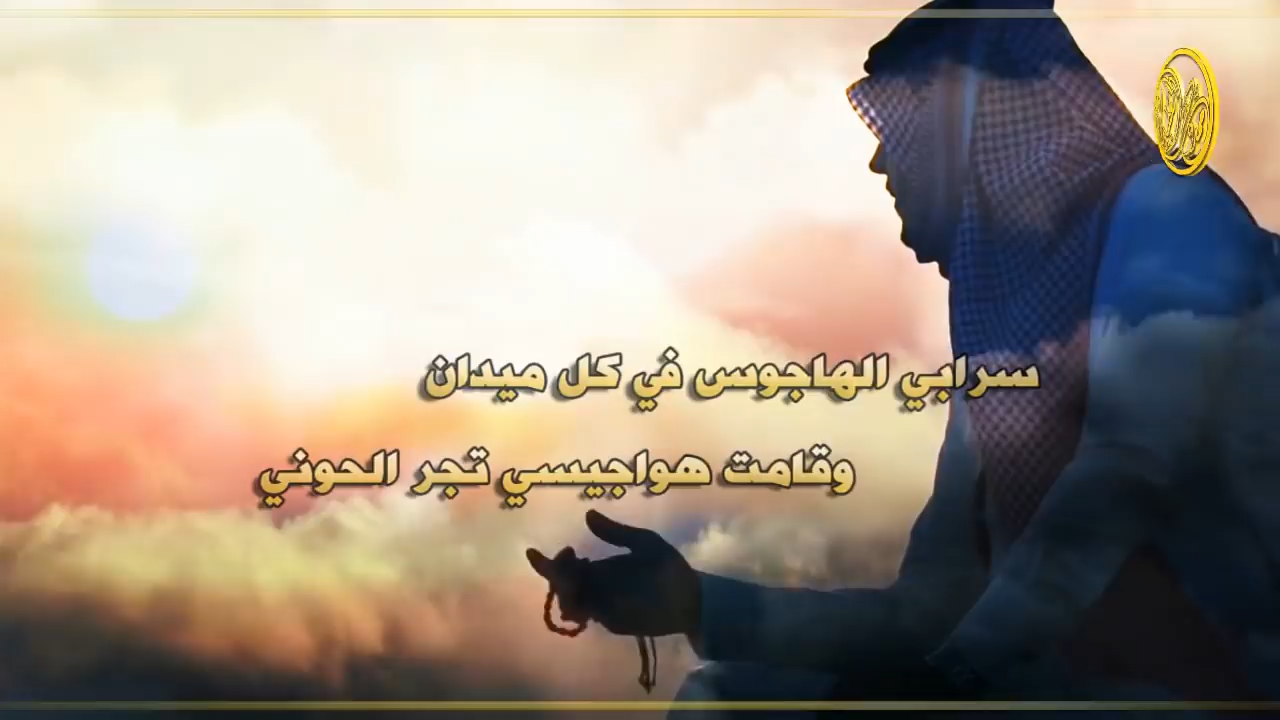 سرابي الهاجوس في كل ميدان
وقامت هواجيسي تجر الحوني